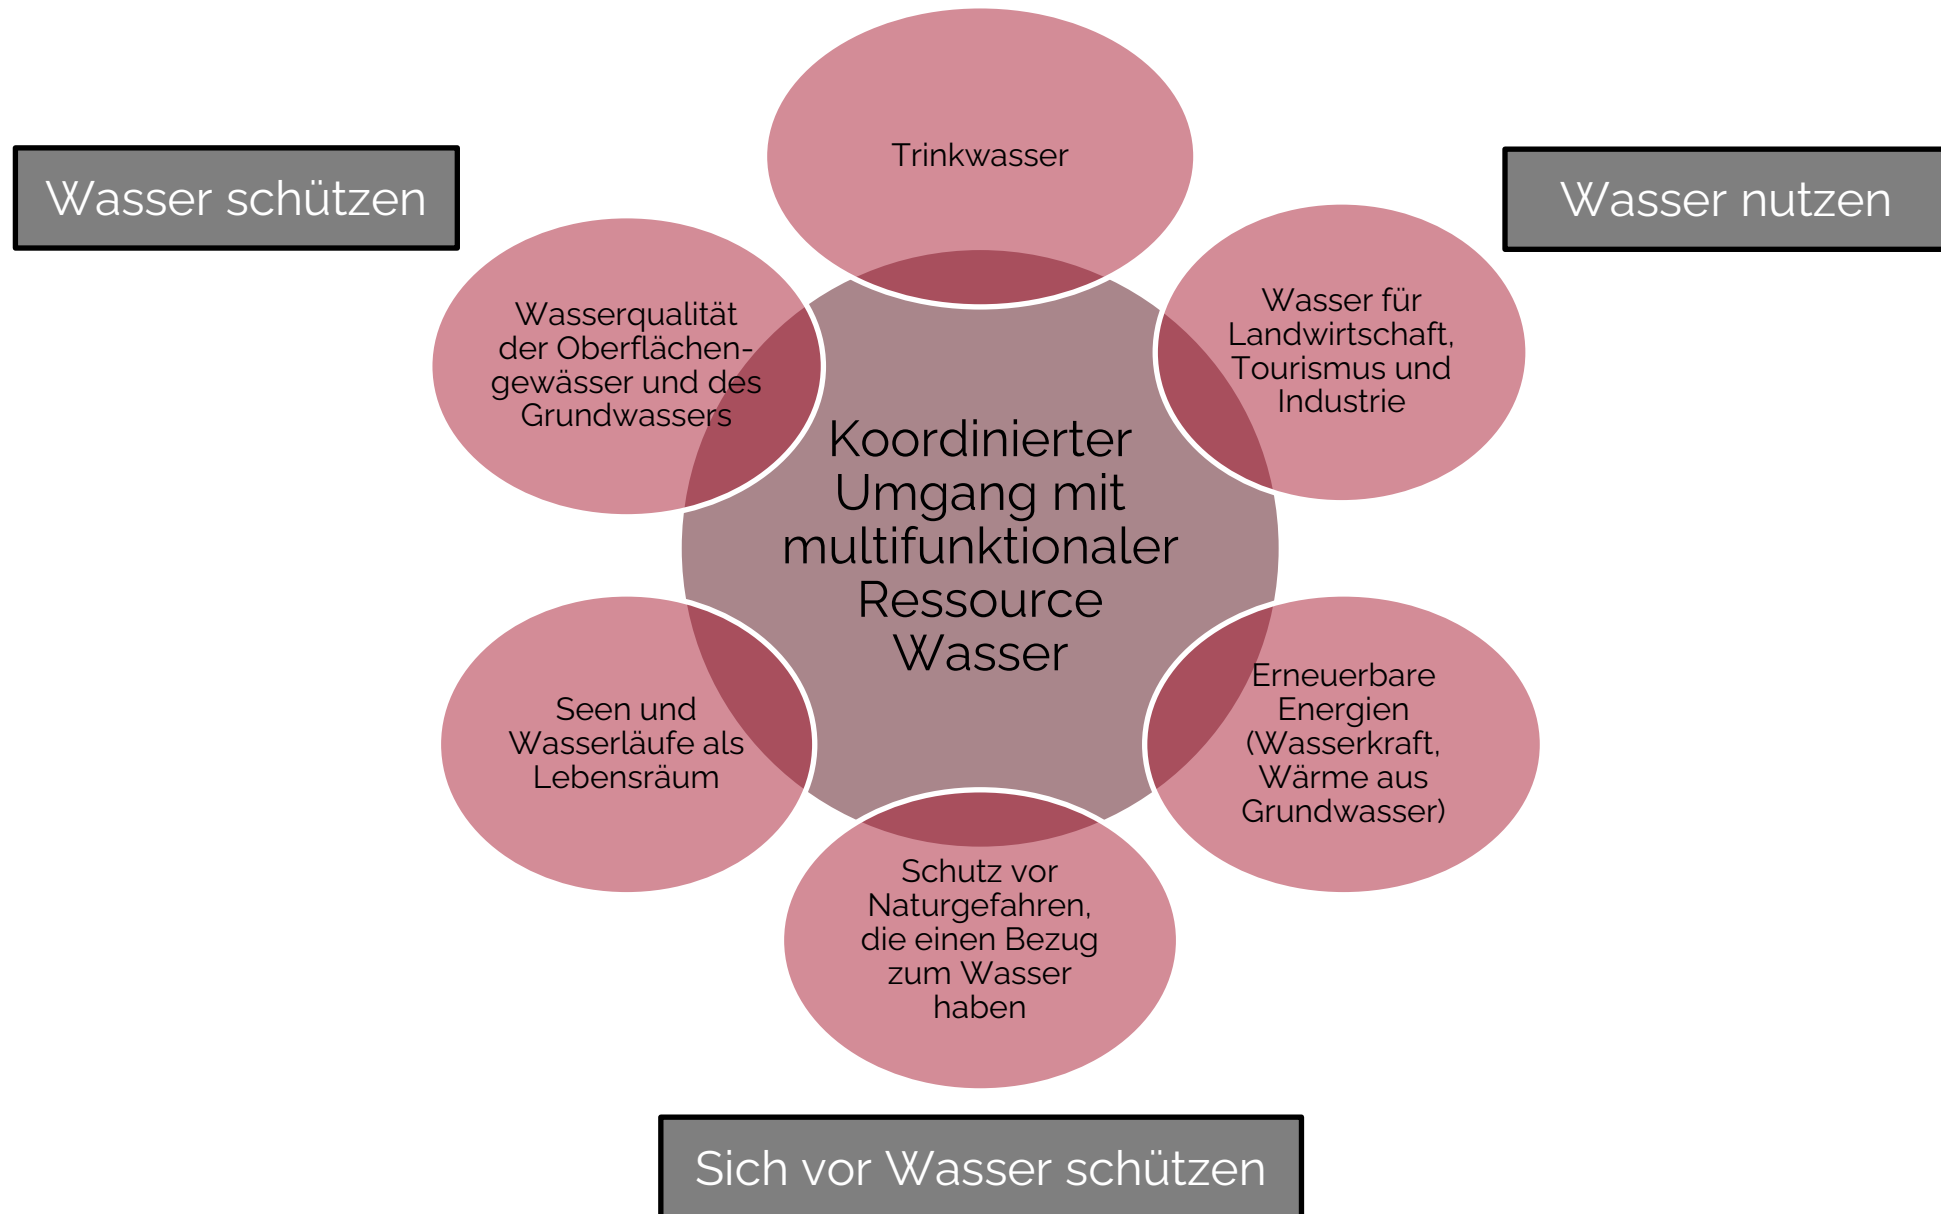 Trinkwasser
Wasser schützen
Wasser nutzen
Wasserqualität
der Oberflächen-
gewässer und des
Grundwassers
Wasser für
Landwirtschaft,
Tourismus und
Industrie
Koordinierter
Umgang mit
multifunktionaler
Ressource
Wasser
Seen und
Wasserläufe als
Lebensräum
Erneuerbare
Energien
(Wasserkraft,
Wärme aus
Grundwasser)
Schutz vor
Naturgefahren,
die einen Bezug
zum Wasser
haben
Sich vor Wasser schützen